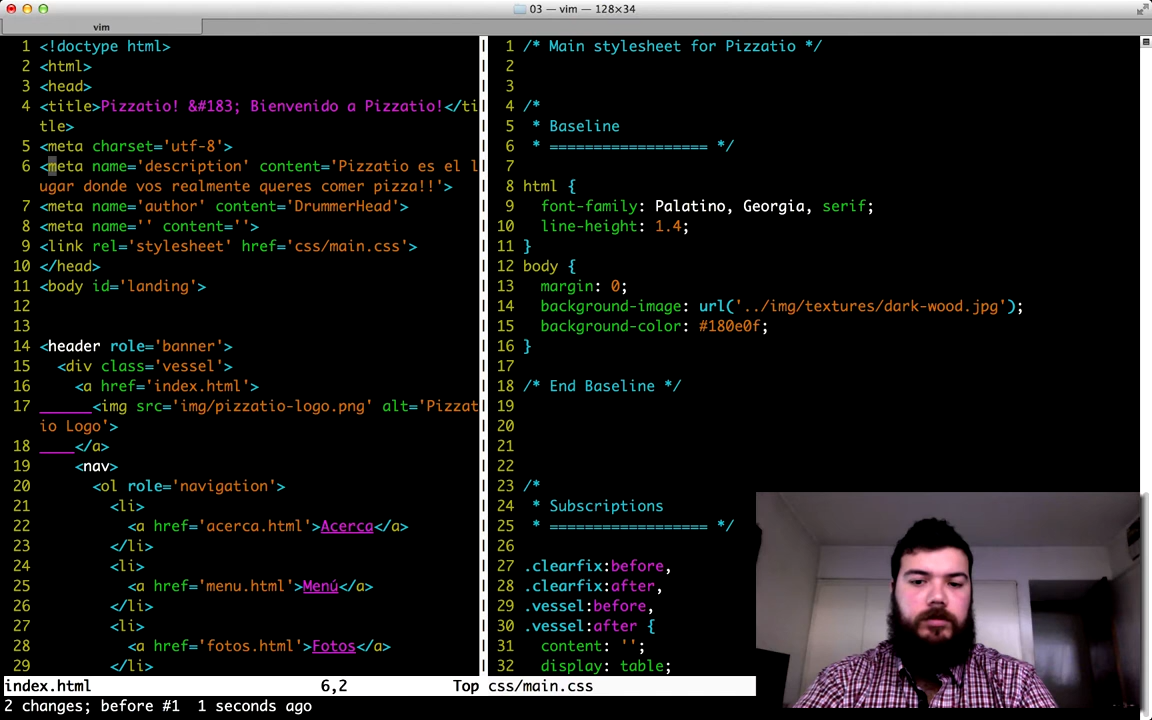 03 — vim — 128×34
vim
1 <!doctype html>
2 <html>
3 <head>
4 <title>Pizzatio! &#183; Bienvenido a Pizzatio!</ti
tle>
5 <meta charset='utf-8'>
6 <meta name='description' content='Pizzatio es el l
ugar donde vos realmente queres comer pizza!!'>
7 <meta name='author' content='DrummerHead'>
8 <meta name='' content=''>
9 <link rel='stylesheet' href='css/main.css'>
10 </head>
11 <body id='landing'>
12
13
14 <header role='banner'>
15   <div class='vessel'>
16     <a href='index.html'>
17 ______<img src='img/pizzatio-logo.png' alt='Pizzat
io Logo'>
18 ____</a>
19     <nav>
20       <ol role='navigation'>
21         <li>
22           <a href='acerca.html'>Acerca</a>
23         </li>
24         <li>
25           <a href='menu.html'>Menú</a>
26         </li>
27         <li>
28           <a href='fotos.html'>Fotos</a>
29         </li>
index.html 6,2 Top
1 /* Main stylesheet for Pizzatio */
2
3
4 /*
5  * Baseline
6  * ================== */
7
8 html {
9   font-family: Palatino, Georgia, serif;
10   line-height: 1.4;
11 }
12 body {
13   margin: 0;
14   background-image: url('../img/textures/dark-wood.jpg');
15   background-color: #180e0f;
16 }
17
18 /* End Baseline */
19
20
21
22
23 /*
24  * Subscriptions
25  * ================== */
26
27 .clearfix:before,
28 .clearfix:after,
29 .vessel:before,
30 .vessel:after {
31   content: '';
32   display: table;
css/main.css
2 changes; before #1  1 seconds ago